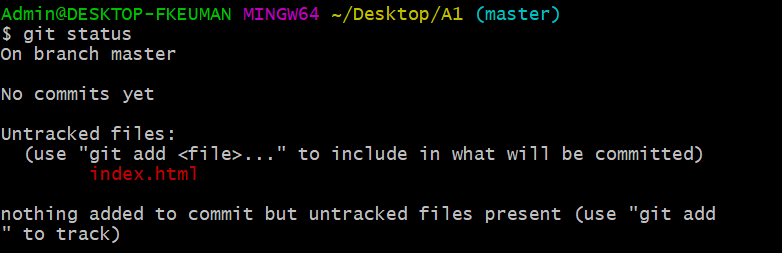 Admin@DESKTOP-FKEUMAN MINGW64 ~/Desktop/A1 (master)
$ git status
On branch master
No commits yet
Untracked files:
(use "git add <file>..." to include in what will be committed)
index.html
nothing added to commit but untracked files present (use "git add
" to track)